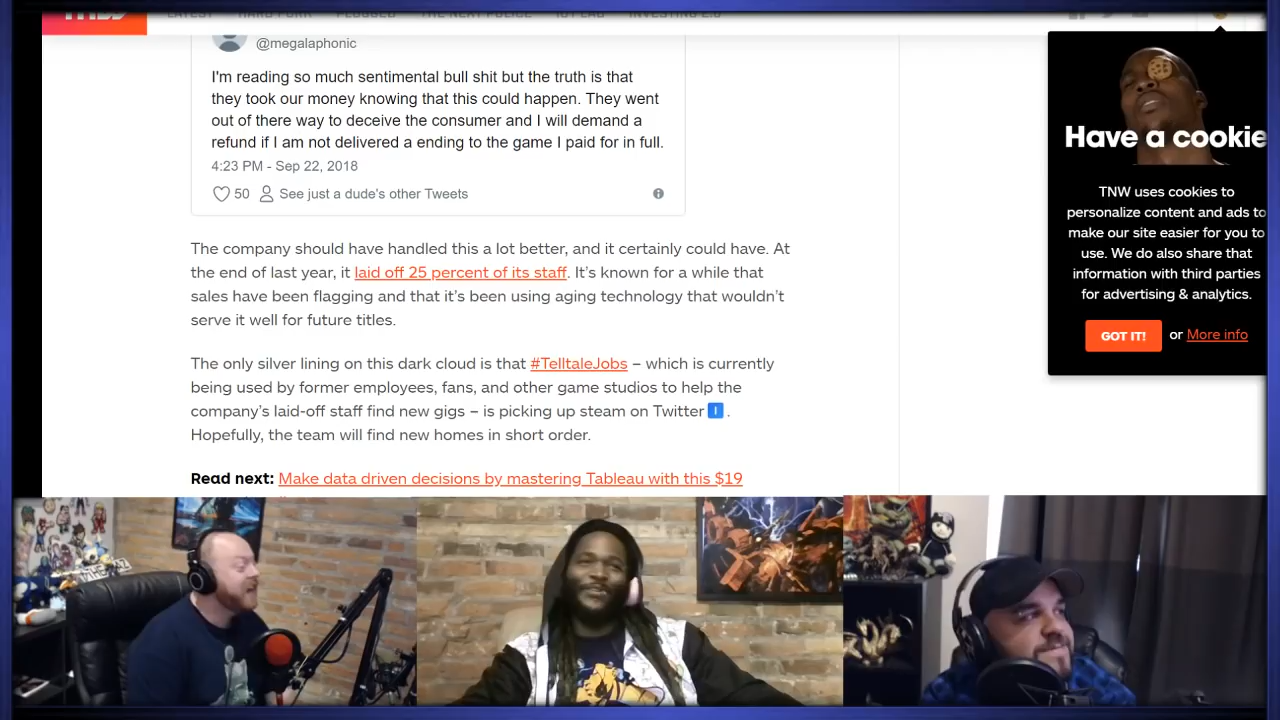 LATEST HARD FORK PLUGGED THE NEXT POLICE INVESTING 2.0
@megalaphonic
I'm reading so much sentimental bull shit but the truth is that
they took our money knowing that this could happen. They went
out of there way to deceive the consumer and I will demand a
refund if I am not delivered a ending to the game I paid for in full.
4:23 PM - Sep 22, 2018
50 See just a dude's other Tweets
The company should have handled this a lot better, and it certainly could have. At
the end of last year, it laid off 25 percent of its staff. It’s known for a while that
sales have been flagging and that it’s been using aging technology that wouldn’t
serve it well for future titles.
The only silver lining on this dark cloud is that #TelltaleJobs – which is currently
being used by former employees, fans, and other game studios to help the
company’s laid-off staff find new gigs – is picking up steam on Twitter .
Hopefully, the team will find new homes in short order.
Read next: Make data driven decisions by mastering Tableau with this $19
Have a cookie
TNW uses cookies to
personalize content and ads to
make our site easier for you to
use. We do also share that
information with third parties
for advertising & analytics.
GOT IT! or More info